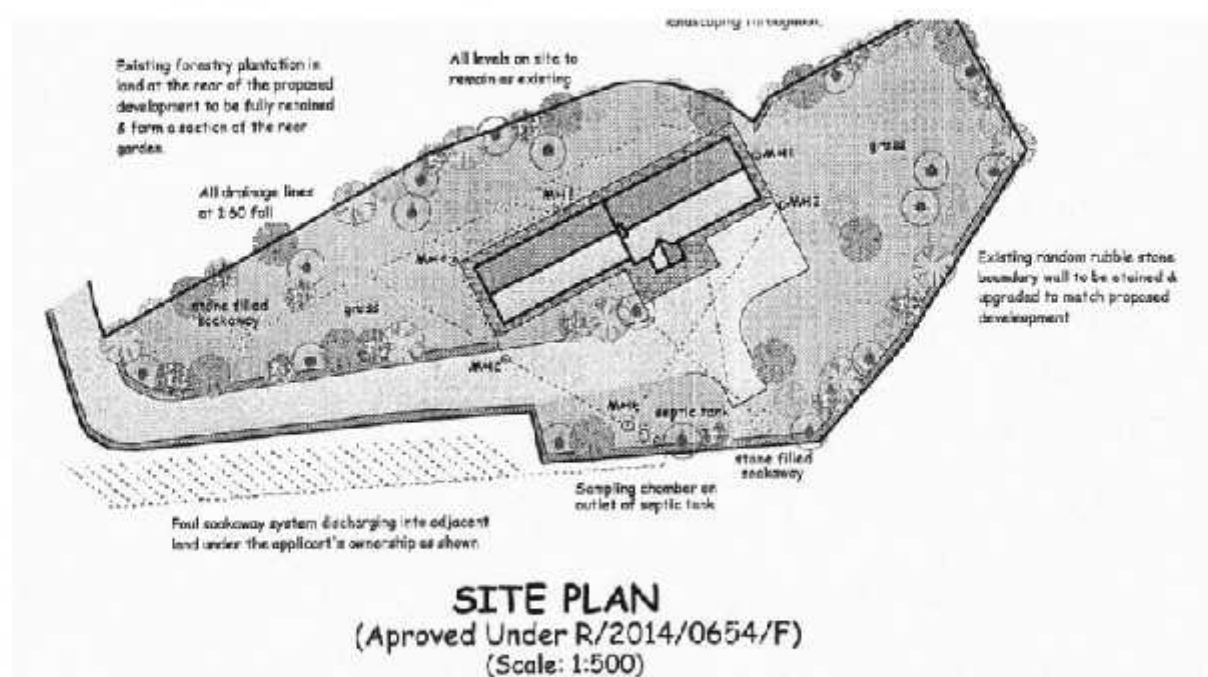 landscaping throughout.
Existing forestry plantation in
land at the rear of the proposed
development to be fully retained
& form a section of the rear
garden
All levels on site to
remain as existing
All drainage lines
at 1:60 fall
MH1
MH2
grass
MH3
stone filled
soakaway
grass
Existing random rubble stone
boundary wall to be retained &
upgraded to match proposed
development
septic tank
stone filled
soakaway
Sampling chamber on
outlet of septic tank
Foul soakaway system discharging into adjacent
land under the applicant's ownership as shown
SITE PLAN
(Aproved Under R/2014/0654/F)
(Scale: 1:500)